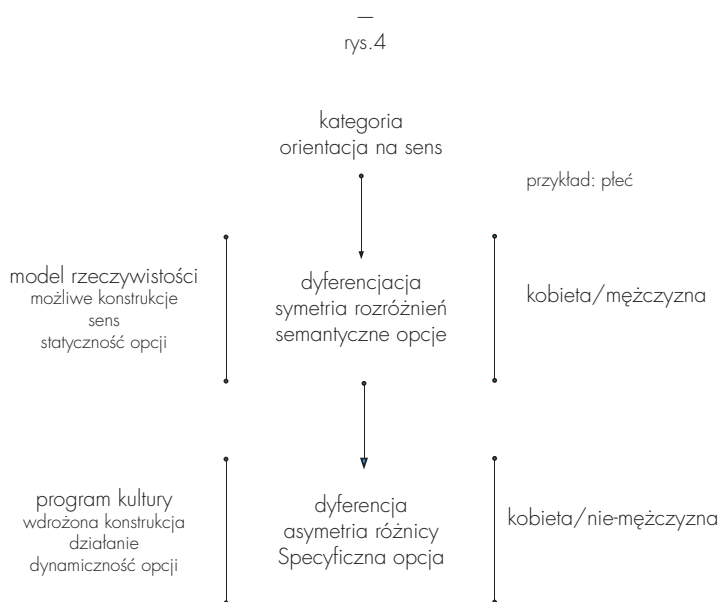 —
rys.4
kategoria
orientacja na sens
przykład: płeć
model rzeczywistości
możliwe konstrukcje
sens
statyczność opcji
dyferencjacja
symetria rozróżnień
semantyczne opcje
kobieta/mężczyzna
program kultury
wdrożona konstrukcja
działanie
dynamiczność opcji
dyferencja
asymetria różnicy
Specyficzna opcja
kobieta/nie-mężczyzna